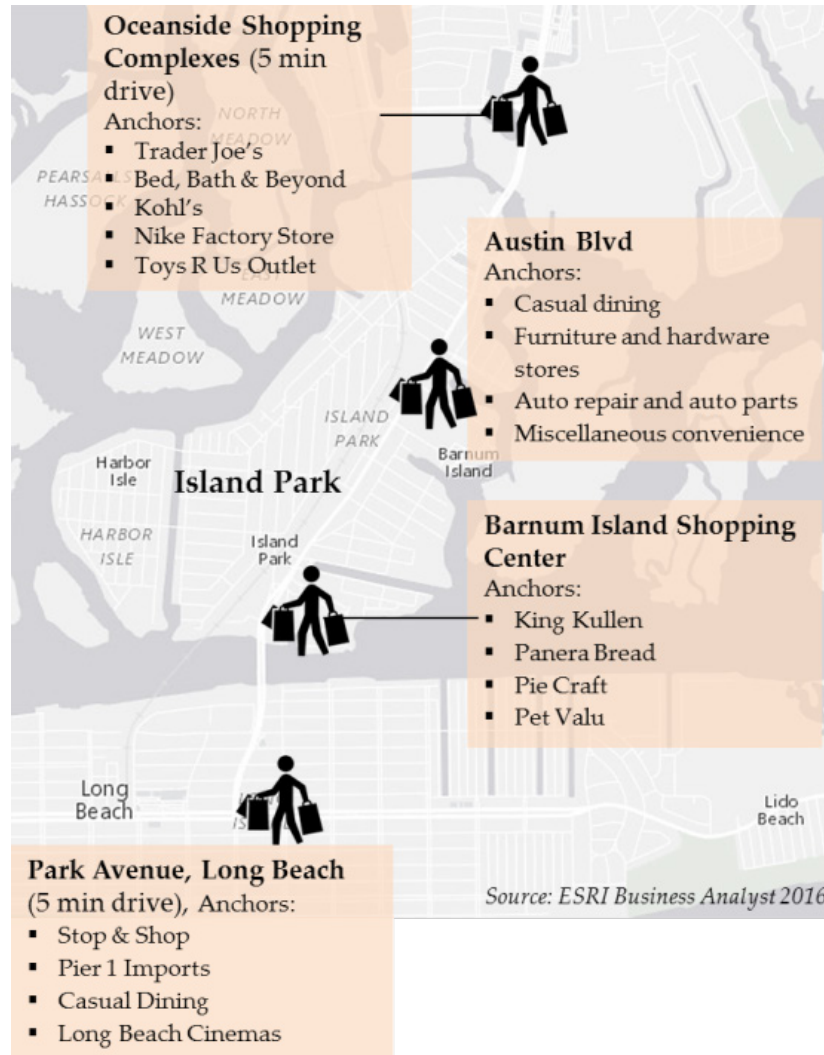 Oceanside Shopping
Complexes (5 min
drive)
Anchors:
▪ Trader Joe's
▪ Bed, Bath & Beyond
▪ Kohl's
▪ Nike Factory Store
▪ Toys R Us Outlet
NORTH
MEADOW
PEARSALLS
HASSOCK
EAST
MEADOW
WEST
MEADOW
Austin Blvd
Anchors:
▪ Casual dining
▪ Furniture and hardware
stores
▪ Auto repair and auto parts
▪ Miscellaneous convenience
ISLAND
PARK
Barnum
Island
Harbor
Isle
Island Park
HARBOR
ISLE
Island
Park
Barnum Island Shopping
Center
Anchors:
▪ King Kullen
▪ Panera Bread
▪ Pie Craft
▪ Pet Valu
Long
Beach
Lido
Beach
Park Avenue, Long Beach
(5 min drive), Anchors:
▪ Stop & Shop
▪ Pier 1 Imports
▪ Casual Dining
▪ Long Beach Cinemas
Source: ESRI Business Analyst 2016